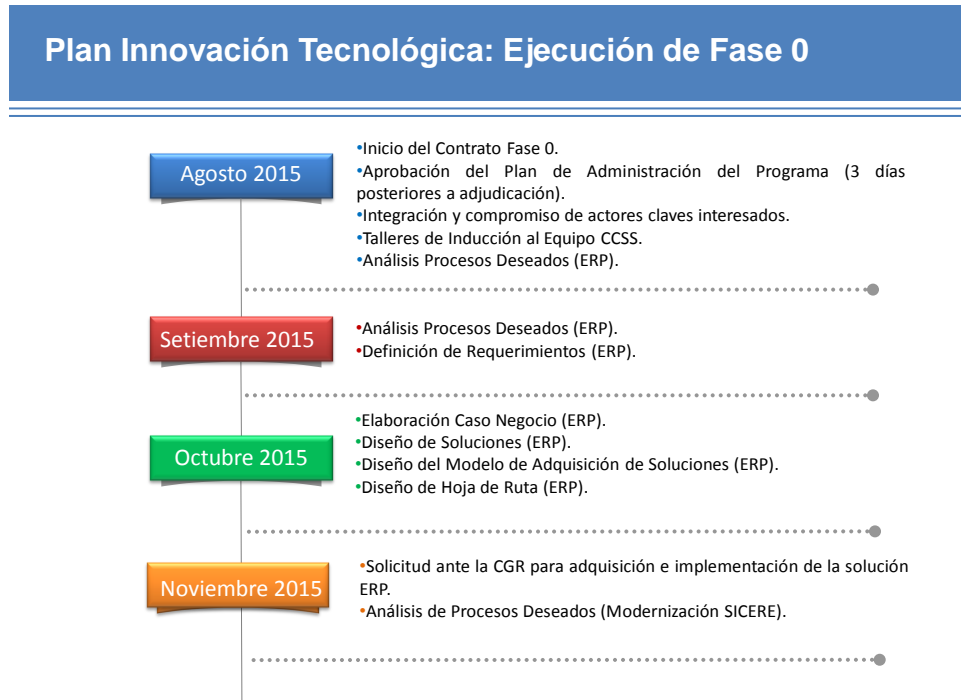 Plan Innovación Tecnológica: Ejecución de Fase 0
Agosto 2015
•Inicio del Contrato Fase 0.
•Aprobación del Plan de Administración del Programa (3 días
posteriores a adjudicación).
•Integración y compromiso de actores claves interesados.
•Talleres de Inducción al Equipo CCSS.
•Análisis Procesos Deseados (ERP).
Setiembre 2015
•Análisis Procesos Deseados (ERP).
•Definición de Requerimientos (ERP).
Octubre 2015
•Elaboración Caso Negocio (ERP).
•Diseño de Soluciones (ERP).
•Diseño del Modelo de Adquisición de Soluciones (ERP).
•Diseño de Hoja de Ruta (ERP).
Noviembre 2015
•Solicitud ante la CGR para adquisición e implementación de la solución
ERP.
•Análisis de Procesos Deseados (Modernización SICERE).